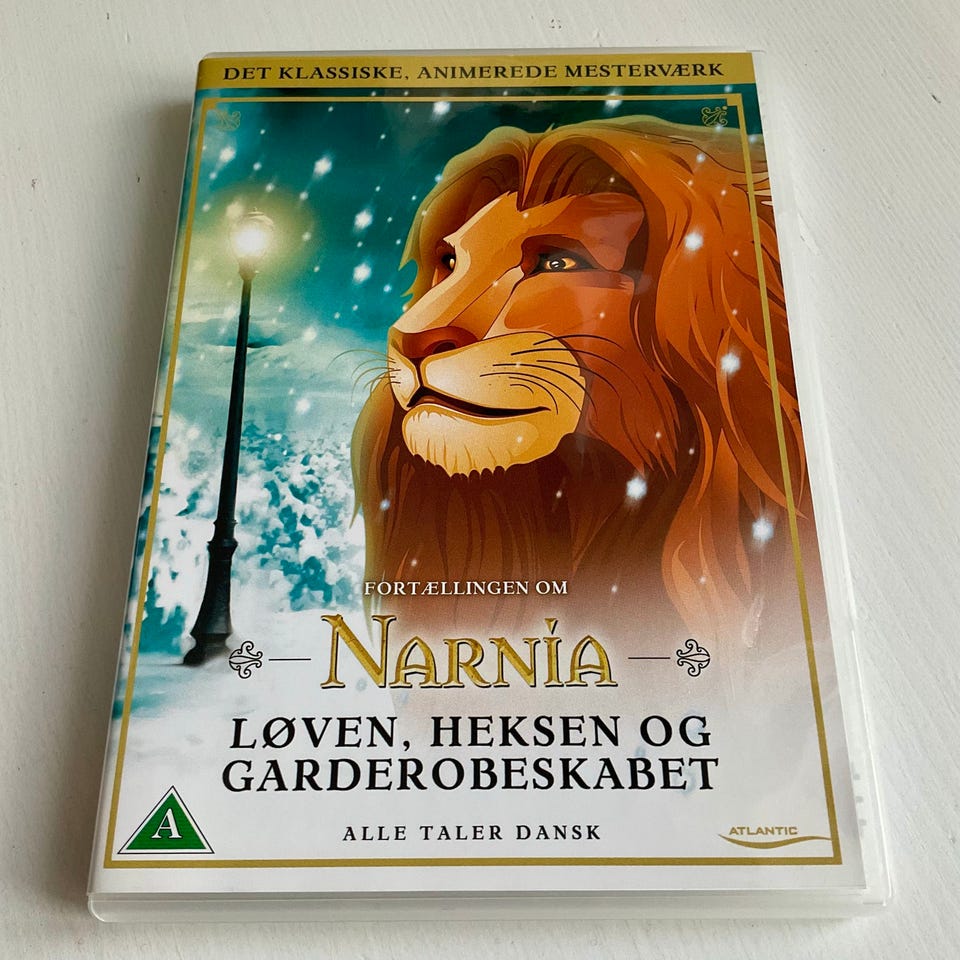 DET KLASSISKE, ANIMEREDE MESTERVÆRK
FORTÆLLINGEN OM
NARNIA
LØVEN, HEKSEN OG
GARDEROBESKABET
A
ALLE TALER DANSK
ATLANTIC